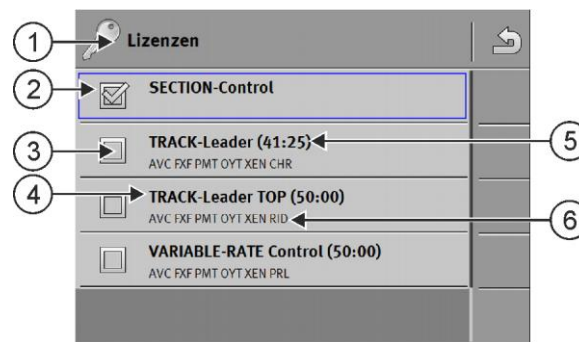 Lizenzen
1
2
SECTION-Control
3
TRACK-Leader (41:25)
5
AVC FXF PMT OYT XEN CHR
4
TRACK-Leader TOP (50:00)
AVC FXF PMT OYT XEN RID
6
VARIABLE-RATE Control (50:00)
AVC FXF PMT OYT XEN PRL